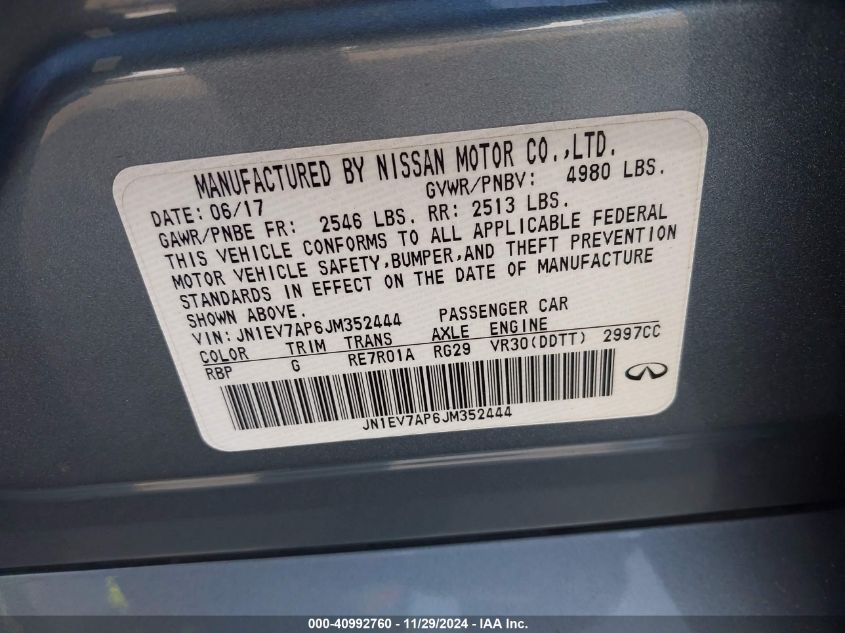 MANUFACTURED BY NISSAN MOTOR CO.,LTD.
DATE: 06/17 GVWR/PNBV: 4980 LBS.
GAWR/PNBE FR: 2546 LBS. RR: 2513 LBS.
THIS VEHICLE CONFORMS TO ALL APPLICABLE FEDERAL
MOTOR VEHICLE SAFETY,BUMPER,AND THEFT PREVENTION
STANDARDS IN EFFECT ON THE DATE OF MANUFACTURE
SHOWN ABOVE.
VIN: JN1EV7AP6JM352444 PASSENGER CAR
COLOR TRIM TRANS AXLE ENGINE
RBP G RE7R01A RG29 VR30(DDTT) 2997CC
JN1EV7AP6JM352444
000-40992760 - 11/29/2024 - IAA Inc.